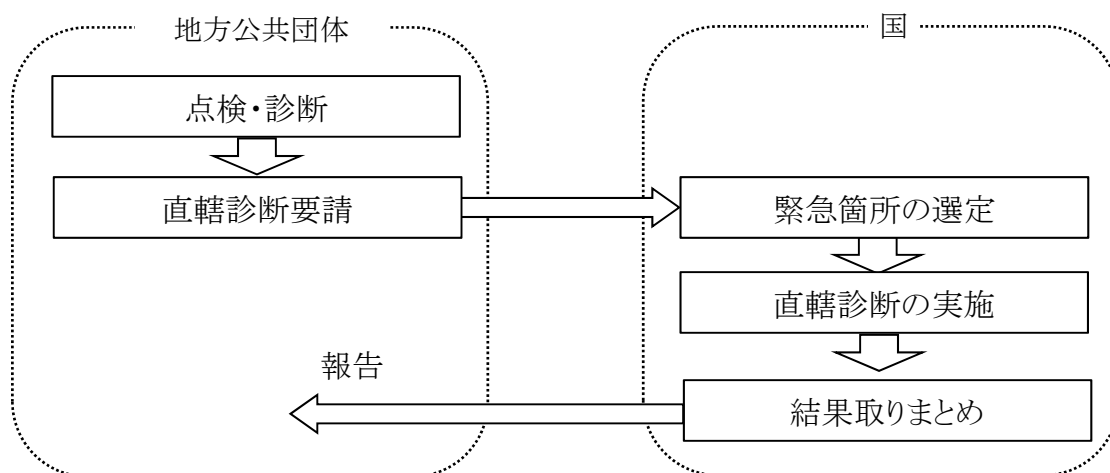 地方公共団体
国
点検・診断
直轄診断要請
緊急箇所の選定
直轄診断の実施
報告
結果取りまとめ